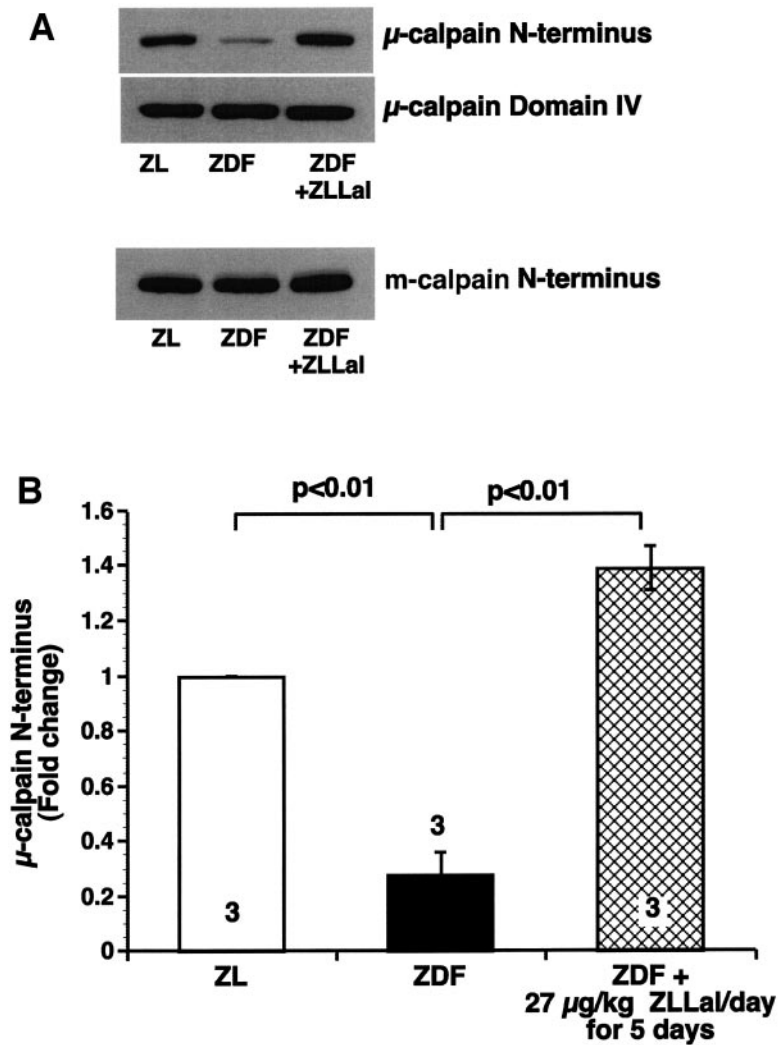 A
µ-calpain N-terminus
µ-calpain Domain IV
ZL ZDF ZDF
+ZLLal
m-calpain N-terminus
ZL ZDF ZDF
+ZLLal
B
p<0.01 p<0.01
1.6
1.4
1.2
1
0.8
0.6
0.4
0.2
0
µ-calpain N-terminus
(Fold change)
3
3
3
ZL ZDF ZDF +
27 µg/kg ZLLal/day
for 5 days